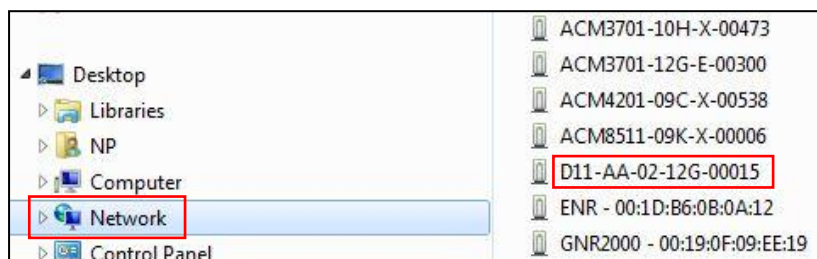 Desktop
Libraries
NP
Computer
Network
Control Panel
ACM3701-10H-X-00473
ACM3701-12G-E-00300
ACM4201-09C-X-00538
ACM8511-09K-X-00006
D11-AA-02-12G-00015
ENR - 00:1D:B6:0B:0A:12
GNR2000 - 00:19:0F:09:EE:19